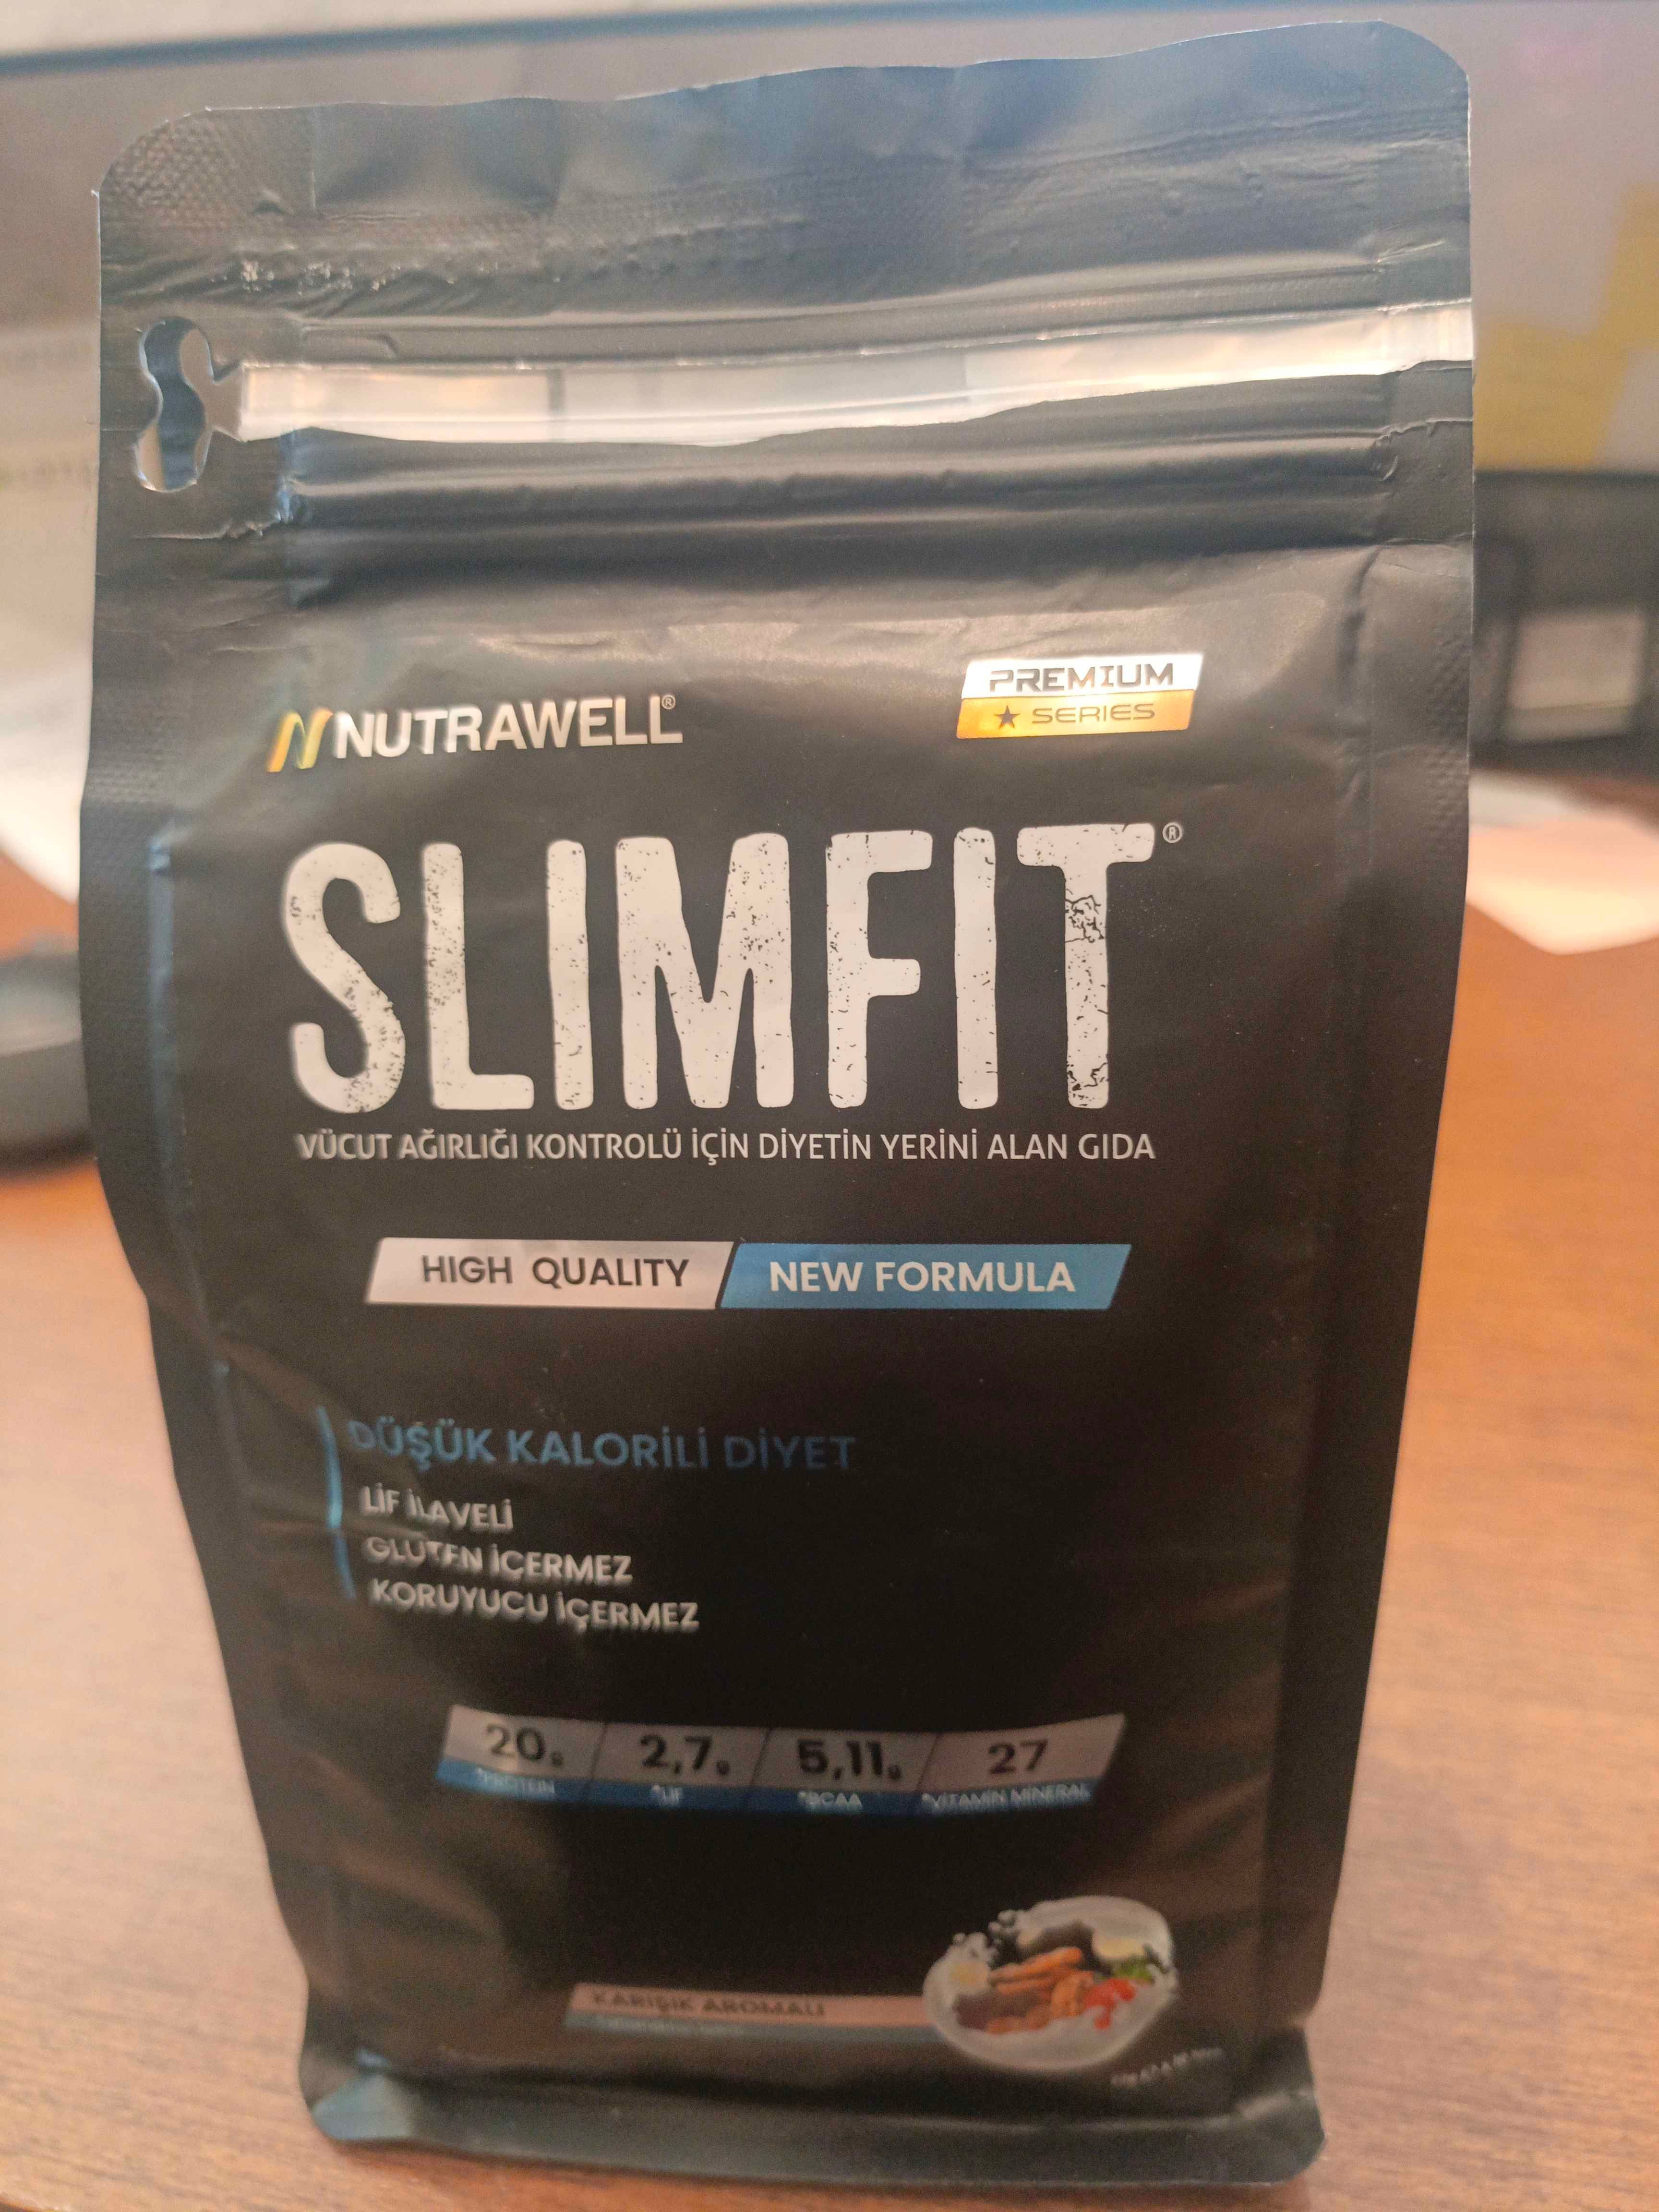 NUTRAWELL®
PREMIUM
SERIES
SLIMFIT®
VÜCUT AĞIRLIĞI KONTROLÜ İÇİN DİYETİN YERİNİ ALAN GIDA
HIGH QUALITY NEW FORMULA
DÜŞÜK KALORİLİ DİYET
LİF İLAVELİ
GLUTEN İÇERMEZ
KORUYUCU İÇERMEZ
20g 2,7g 5,11g 27
*PROTEIN *LİF *BCAA *VİTAMİN MİNERAL
KARIŞIK AROMALI